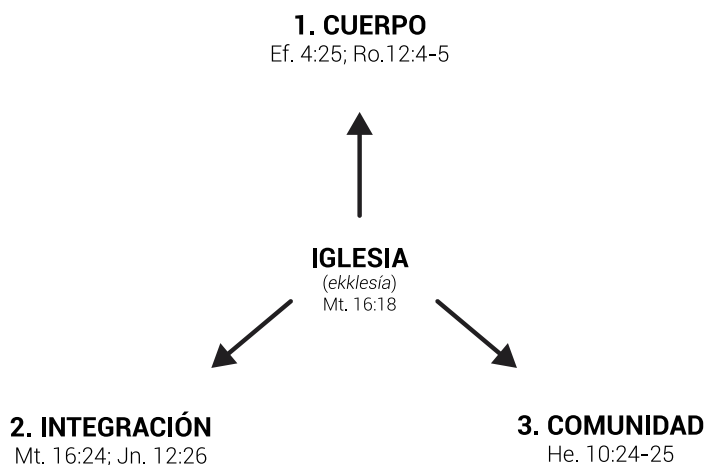 1. CUERPO
Ef. 4:25; Ro.12:4-5
IGLESIA
(ekklesía)
Mt. 16:18
2. INTEGRACIÓN
Mt. 16:24; Jn. 12:26
3. COMUNIDAD
He. 10:24-25